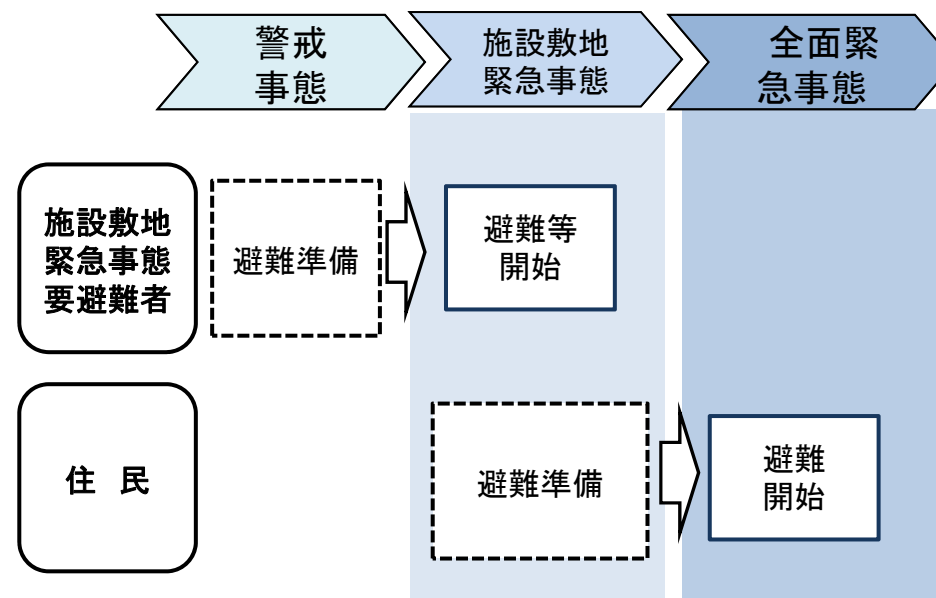 警戒
事態
施設敷地
緊急事態
全面緊
急事態
施設敷地
緊急事態
要避難者
避難準備
避難等
開始
住　民
避難準備
避難
開始